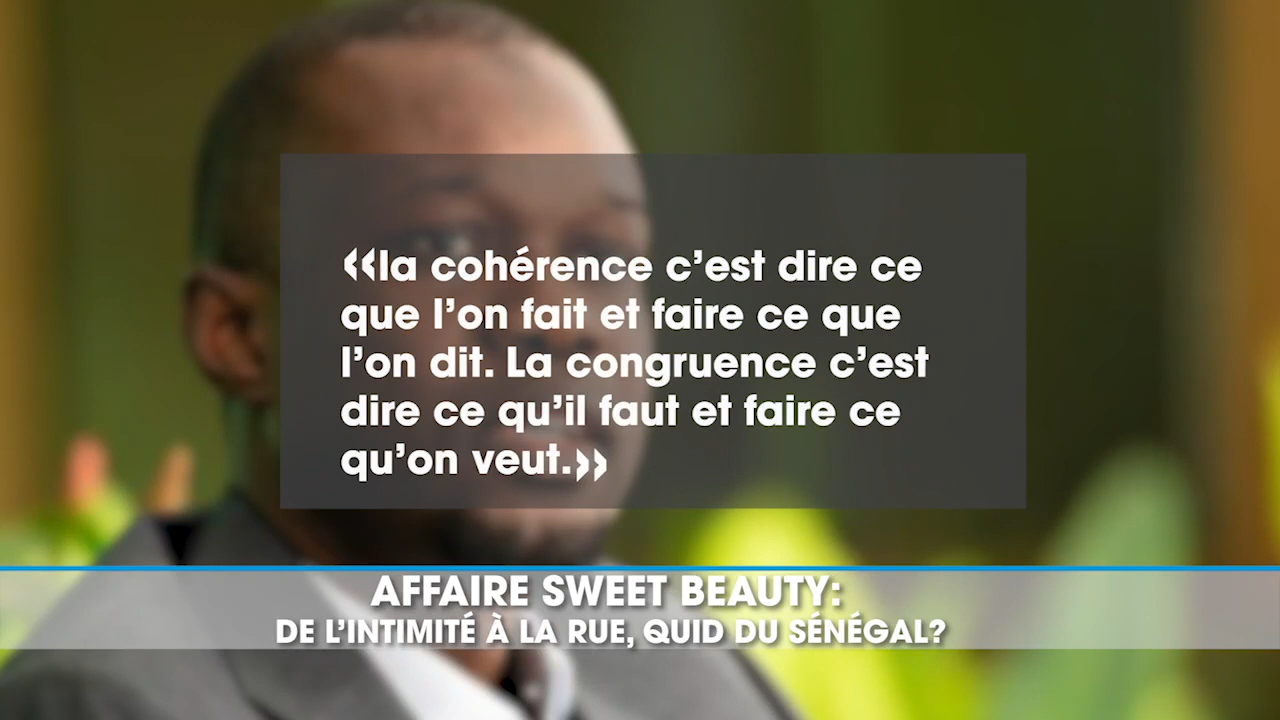 ‹‹la cohérence c’est dire ce
que l’on fait et faire ce que
l’on dit. La congruence c’est
dire ce qu’il faut et faire ce
qu’on veut.››
AFFAIRE SWEET BEAUTY:
DE L’INTIMITÉ À LA RUE, QUID DU SÉNÉGAL?